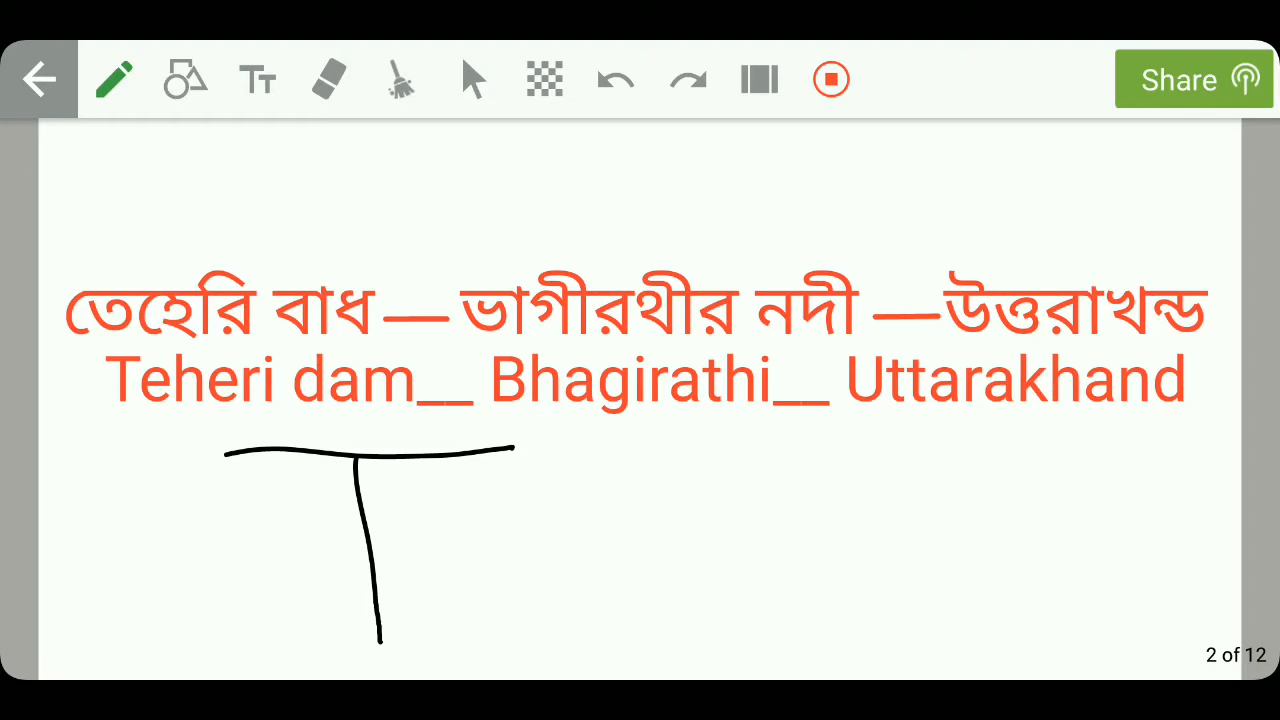 Share
তেহেরি বাধ—ভাগীরথীর নদী—উত্তরাখন্ড
Teheri dam__ Bhagirathi__ Uttarakhand
T
2 of 12